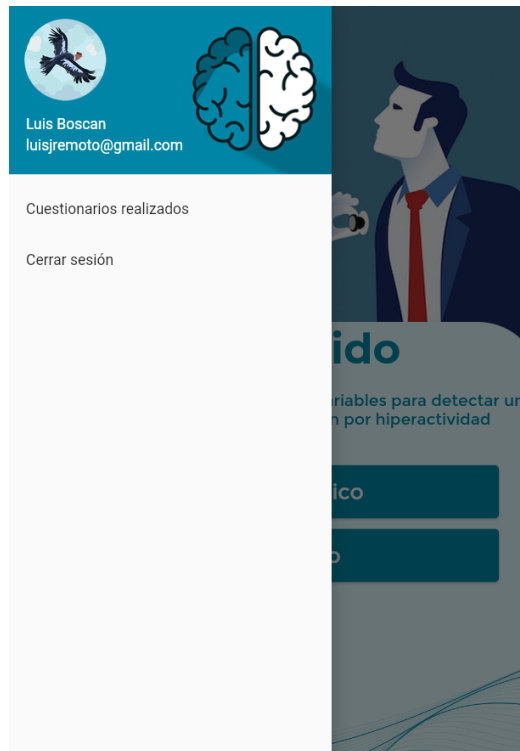 Luis Boscan
luisjremoto@gmail.com
Cuestionarios realizados
Cerrar sesión
ido
riables para detectar un
n por hiperactividad
ico
o